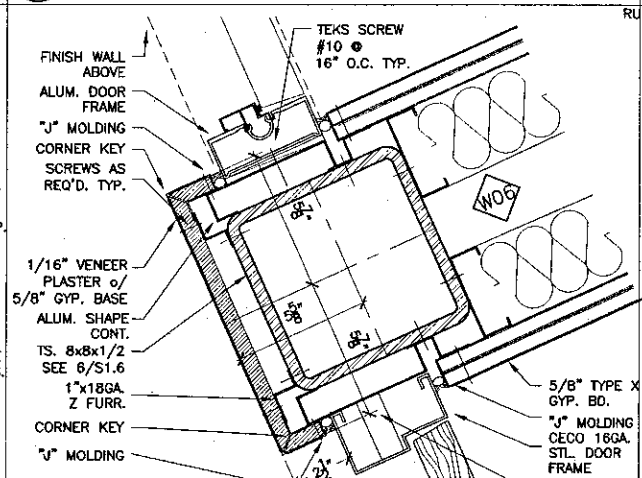 RU
TEKS SCREW
#10 @
16" O.C. TYP.
FINISH WALL
ABOVE
ALUM. DOOR
FRAME
"J" MOLDING
CORNER KEY
SCREWS AS
REQ'D. TYP.
1/16" VENEER
PLASTER o/
5/8" GYP. BASE
ALUM. SHAPE
CONT.
TS. 8x8x1/2
SEE 6/S1.6
1"x18GA.
Z FURR.
CORNER KEY
"J" MOLDING
W06
5/8" TYPE X
GYP. BD.
"J" MOLDING
CECO 16GA.
STL. DOOR
FRAME